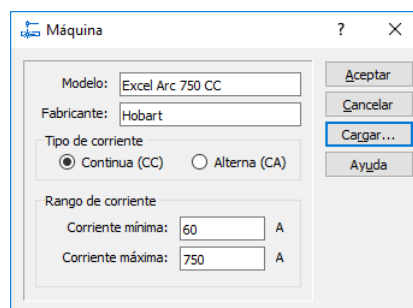 Máquina ? X
Modelo: Excel Arc 750 CC
Fabricante: Hobart
Tipo de corriente
Continua (CC) Alterna (CA)
Rango de corriente
Corriente mínima: 60 A
Corriente máxima: 750 A
Aceptar
Cancelar
Cargar...
Ayuda